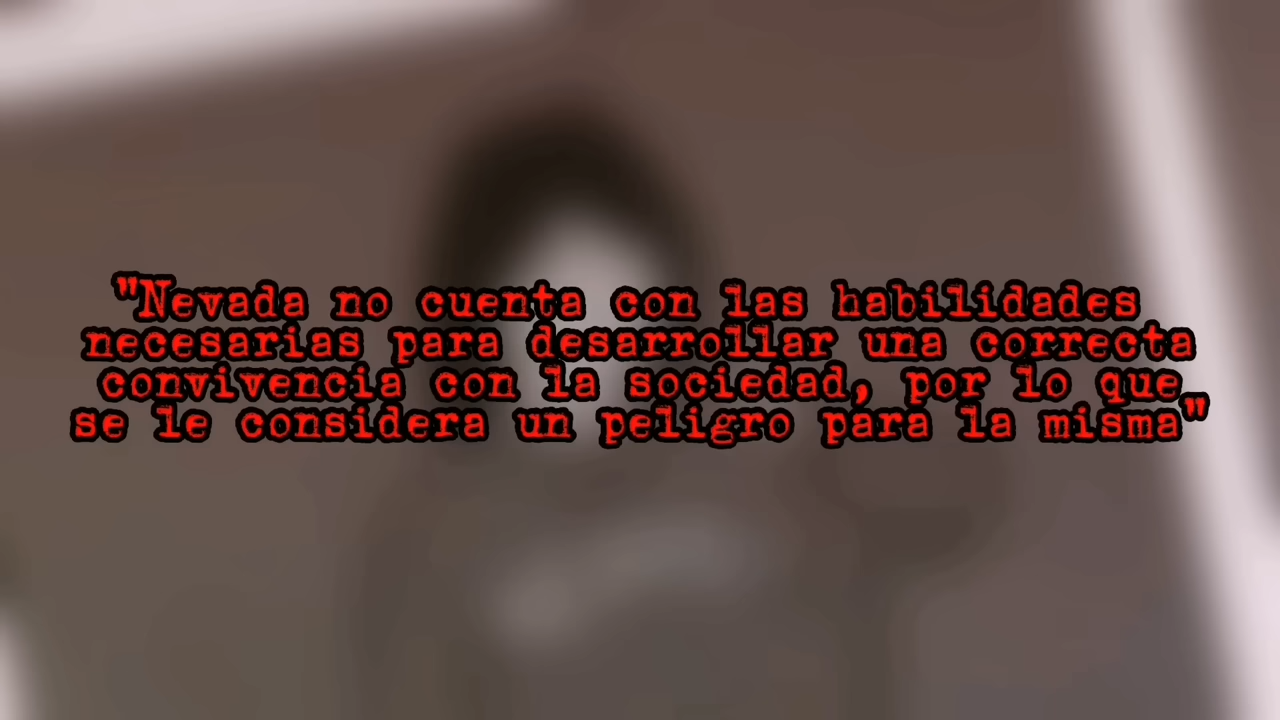 "Nevada no cuenta con las habilidades
necesarias para desarrollar una correcta
convivencia con la sociedad, por lo que
se le considera un peligro para la misma"